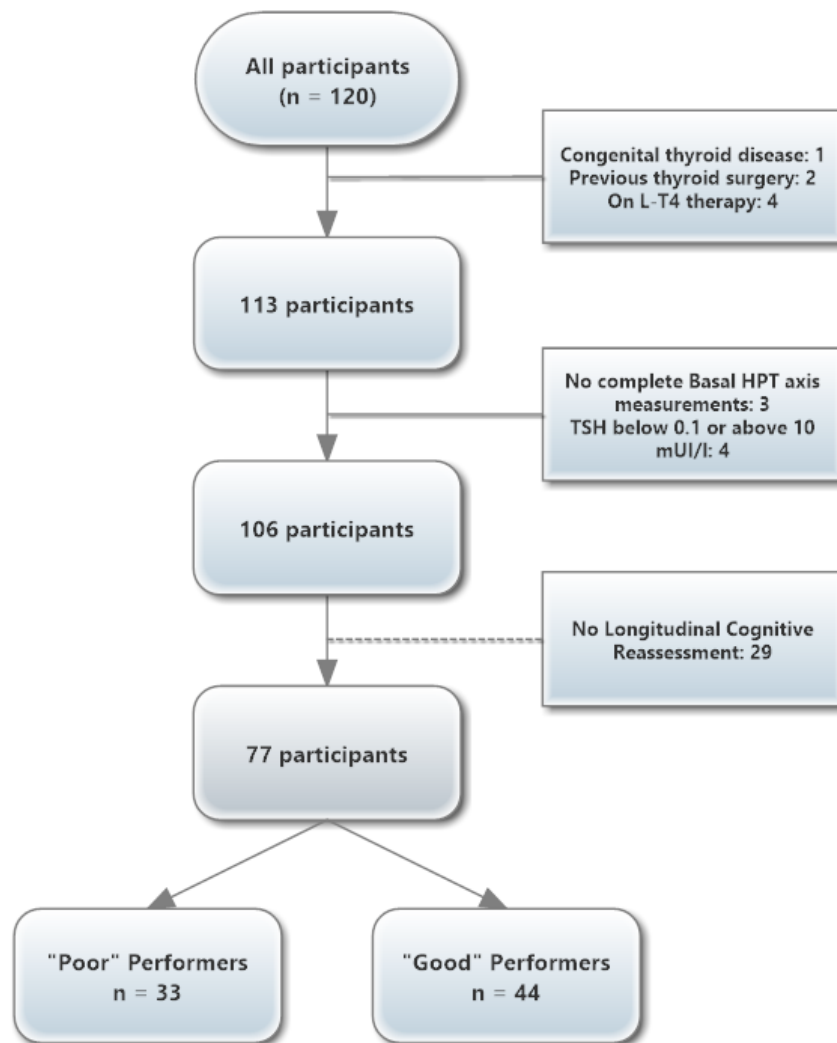 All participants
(n = 120)
Congenital thyroid disease: 1
Previous thyroid surgery: 2
On L-T4 therapy: 4
113 participants
No complete Basal HPT axis
measurements: 3
TSH below 0.1 or above 10
mUI/l: 4
106 participants
No Longitudinal Cognitive
Reassessment: 29
77 participants
"Poor" Performers
n = 33
"Good" Performers
n = 44